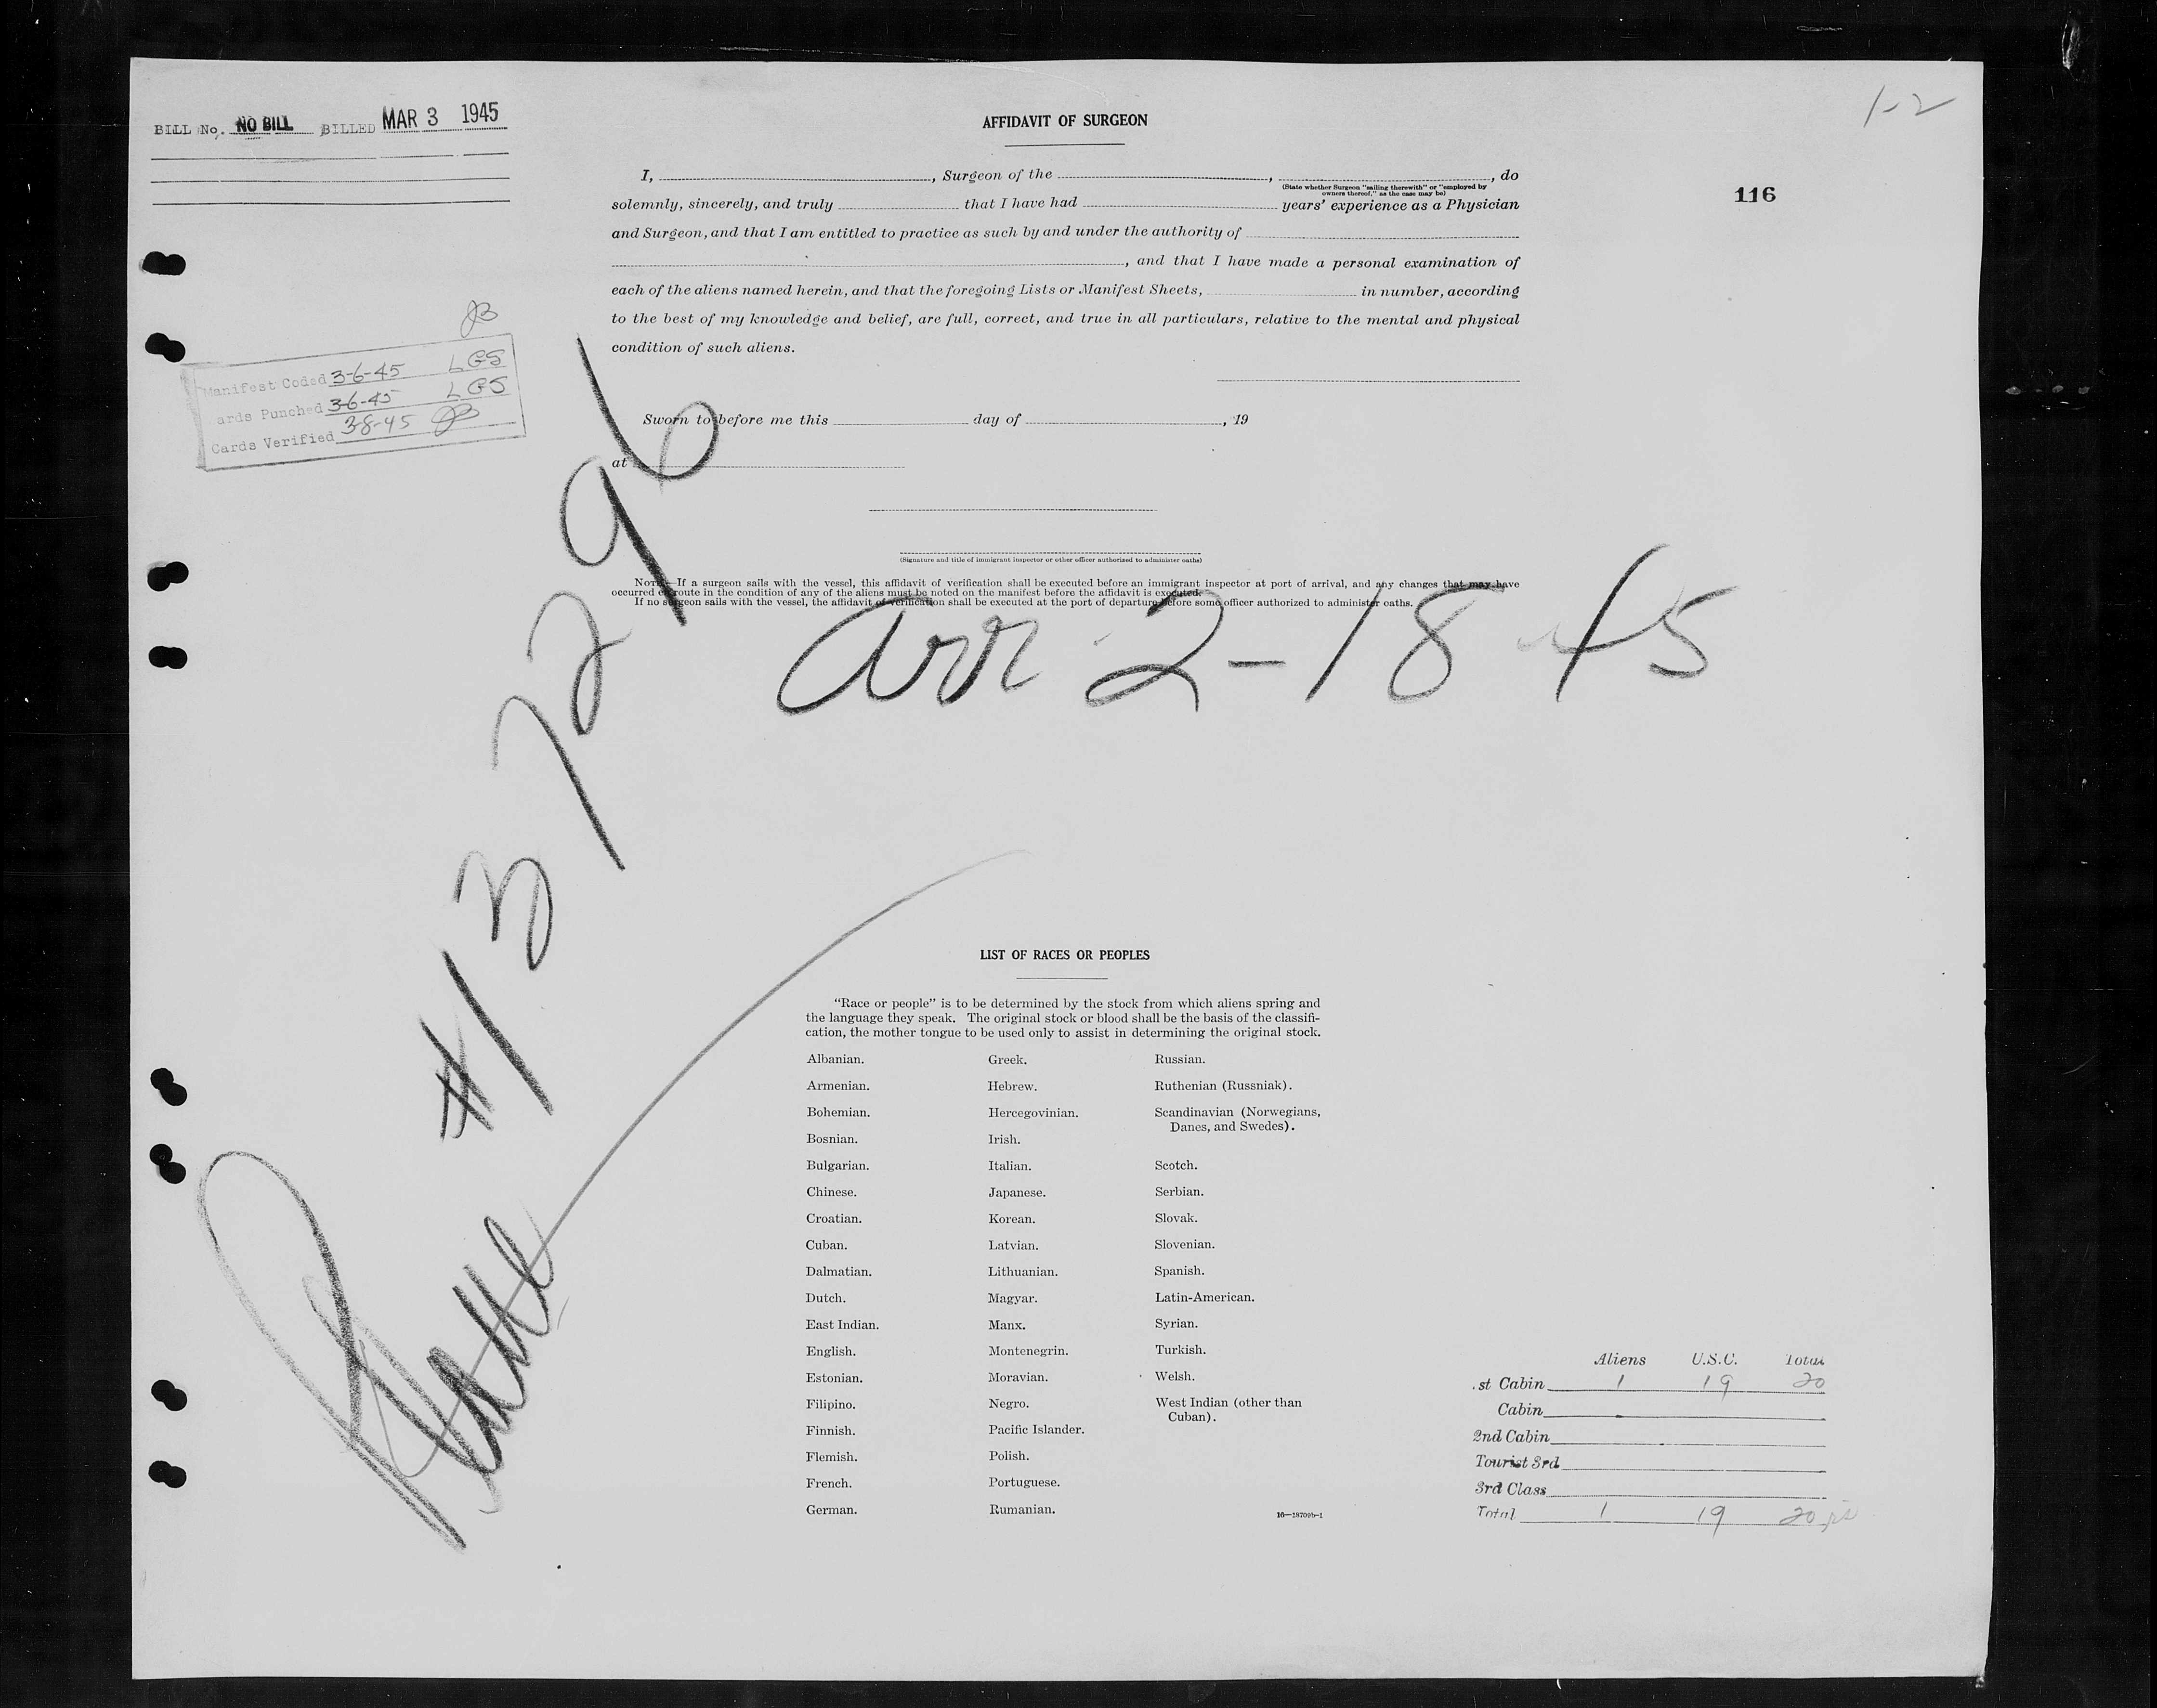 1-2
BILL No. NO BILL BILLED MAR 3 1945
AFFIDAVIT OF SURGEON
116
I, , Surgeon of the , , do
(State whether Surgeon "sailing therewith" or "employed by
owners thereof," as the case may be)
solemnly, sincerely, and truly that I have had years' experience as a Physician
and Surgeon, and that I am entitled to practice as such by and under the authority of
, and that I have made a personal examination of
each of the aliens named herein, and that the foregoing Lists or Manifest Sheets, in number, according
to the best of my knowledge and belief, are full, correct, and true in all particulars, relative to the mental and physical
condition of such aliens.
JB
Manifest Coded 3-6-45 LGS
ards Punched 3-6-45 LGS
Cards Verified 3-8-45 JB
Sworn to before me this day of , 19
at
(Signature and title of immigrant inspector or other officer authorized to administer oaths)
NOTE.—If a surgeon sails with the vessel, this affidavit of verification shall be executed before an immigrant inspector at port of arrival, and any changes that may have
occurred en route in the condition of any of the aliens must be noted on the manifest before the affidavit is executed.
If no surgeon sails with the vessel, the affidavit of verification shall be executed at the port of departure before some officer authorized to administer oaths.
arr 2-18-45
#137296
LIST OF RACES OR PEOPLES
"Race or people" is to be determined by the stock from which aliens spring and
the language they speak. The original stock or blood shall be the basis of the classifi-
cation, the mother tongue to be used only to assist in determining the original stock.
Albanian. Greek. Russian.
Armenian. Hebrew. Ruthenian (Russniak).
Bohemian. Hercegovinian. Scandinavian (Norwegians,
Danes, and Swedes).
Bosnian. Irish.
Bulgarian. Italian. Scotch.
Chinese. Japanese. Serbian.
Croatian. Korean. Slovak.
Cuban. Latvian. Slovenian.
Dalmatian. Lithuanian. Spanish.
Dutch. Magyar. Latin-American.
East Indian. Manx. Syrian.
English. Montenegrin. Turkish.
Estonian. Moravian. Welsh.
Filipino. Negro. West Indian (other than
Cuban).
Finnish. Pacific Islander.
Flemish. Polish.
French. Portuguese.
German. Rumanian.
16—18709b-1
Aliens U.S.C. Total
st Cabin 1 19 20
Cabin
2nd Cabin
Tourist 3rd
3rd Class
Total 1 19 20